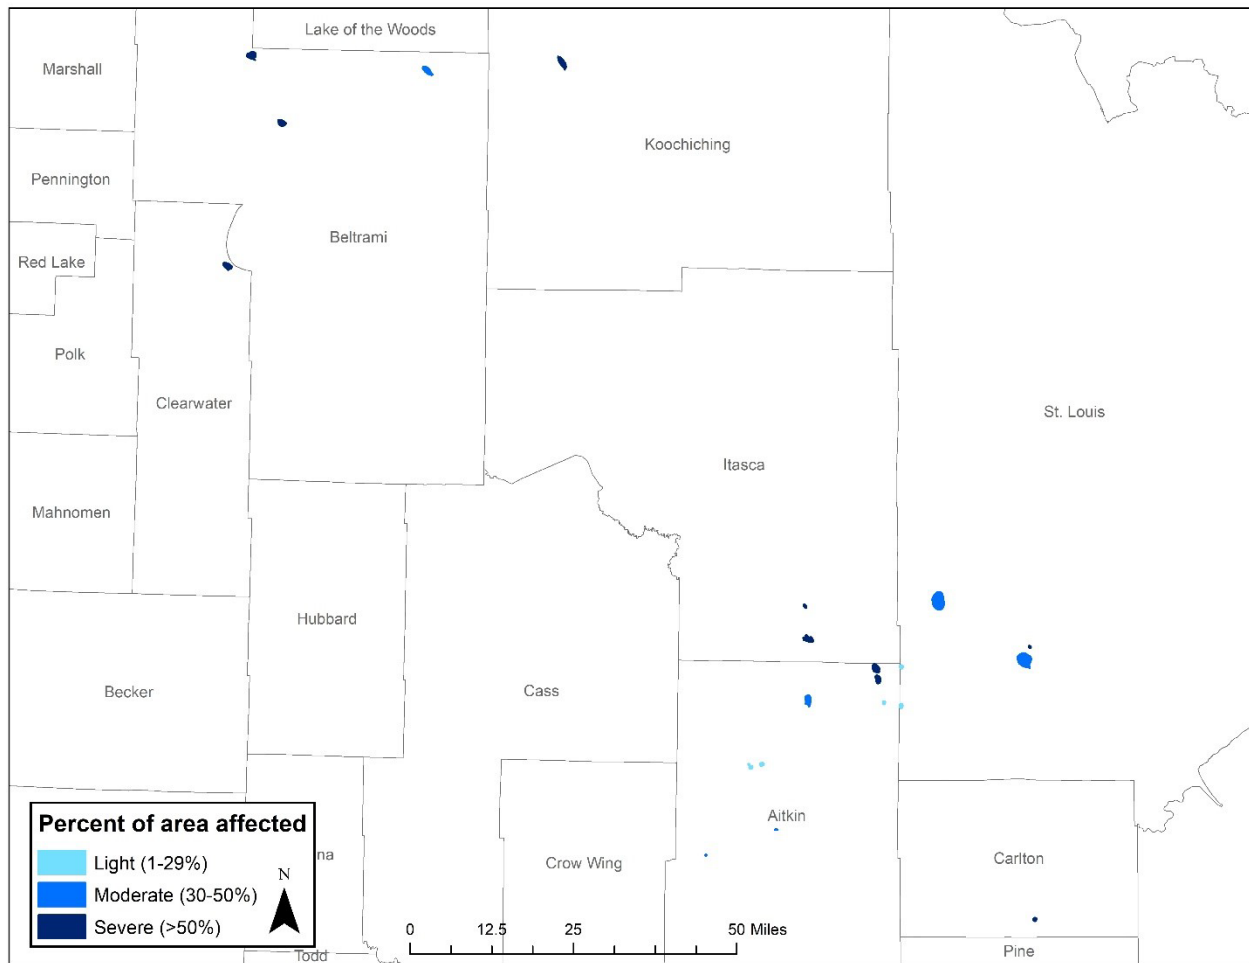 Lake of the Woods
Marshall
Koochiching
Pennington
Beltrami
Red Lake
Polk
Clearwater
St. Louis
Itasca
Mahnomen
Hubbard
Becker
Cass
Aitkin
Crow Wing
Carlton
na
Percent of area affected
Light (1-29%)
Moderate (30-50%)
Severe (>50%)
N
0 12.5 25 50 Miles
Todd
Pine